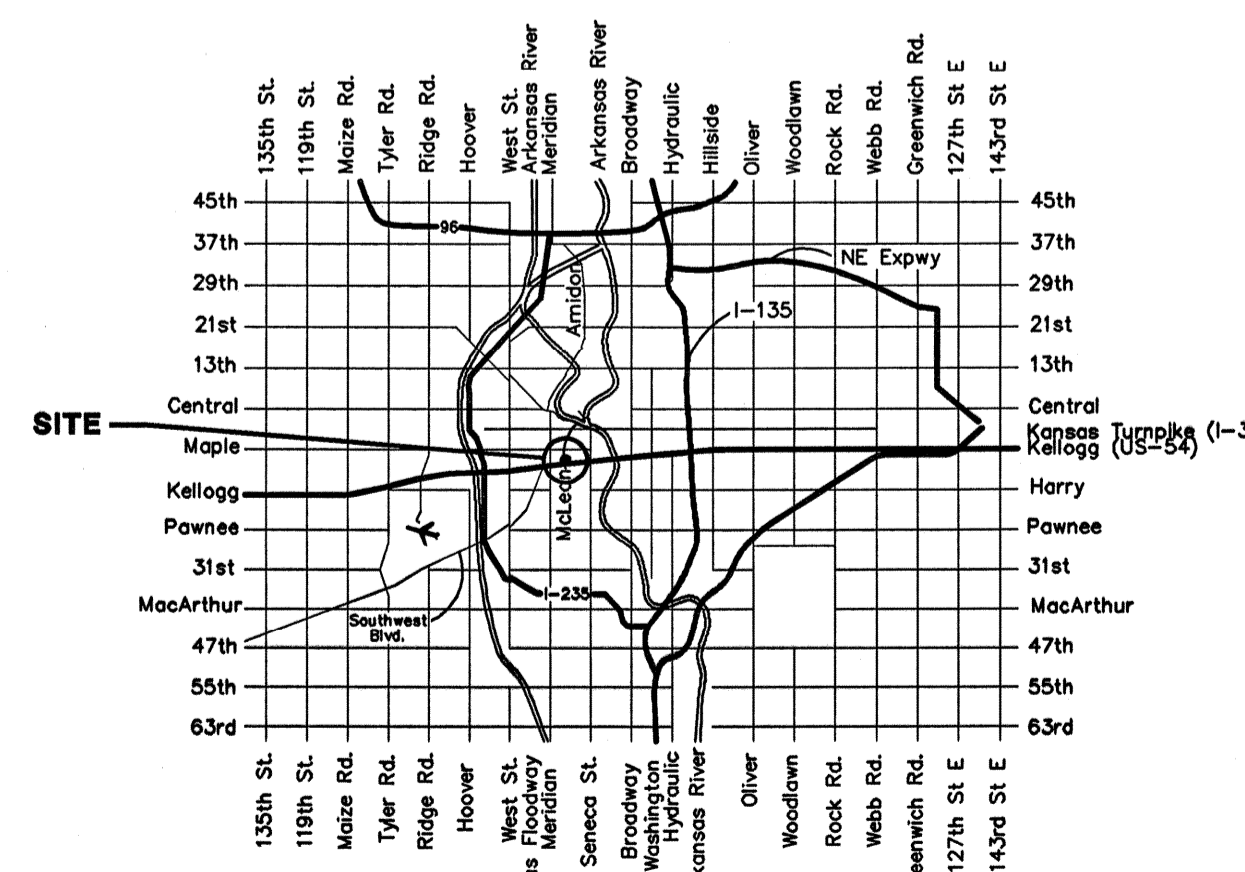 135th St.
119th St.
Maize Rd.
Tyler Rd.
Ridge Rd.
Hoover
West St.
Arkansas River
Meridian
Arkansas River
Broadway
Hydraulic
Hillside
Oliver
Woodlawn
Rock Rd.
Webb Rd.
Greenwich Rd.
127th St E
143rd St E
45th
45th
96
37th
37th
NE Expwy
29th
29th
Amidon
I-135
21st
21st
13th
13th
Central
Central
SITE
Kansas Turnpike (I-3
Maple
Kellogg (US-54)
Kellogg
Harry
McLean
Pawnee
Pawnee
31st
31st
I-235
MacArthur
MacArthur
Southwest
Blvd.
47th
47th
55th
55th
63rd
63rd
135th St.
119th St.
Maize Rd.
Tyler Rd.
Ridge Rd.
Hoover
West St.
as Floodway
Meridian
Seneca St.
Broadway
Washington
Hydraulic
kansas River
Oliver
Woodlawn
Rock Rd.
Webb Rd.
eenwich Rd.
127th St E
143rd St E